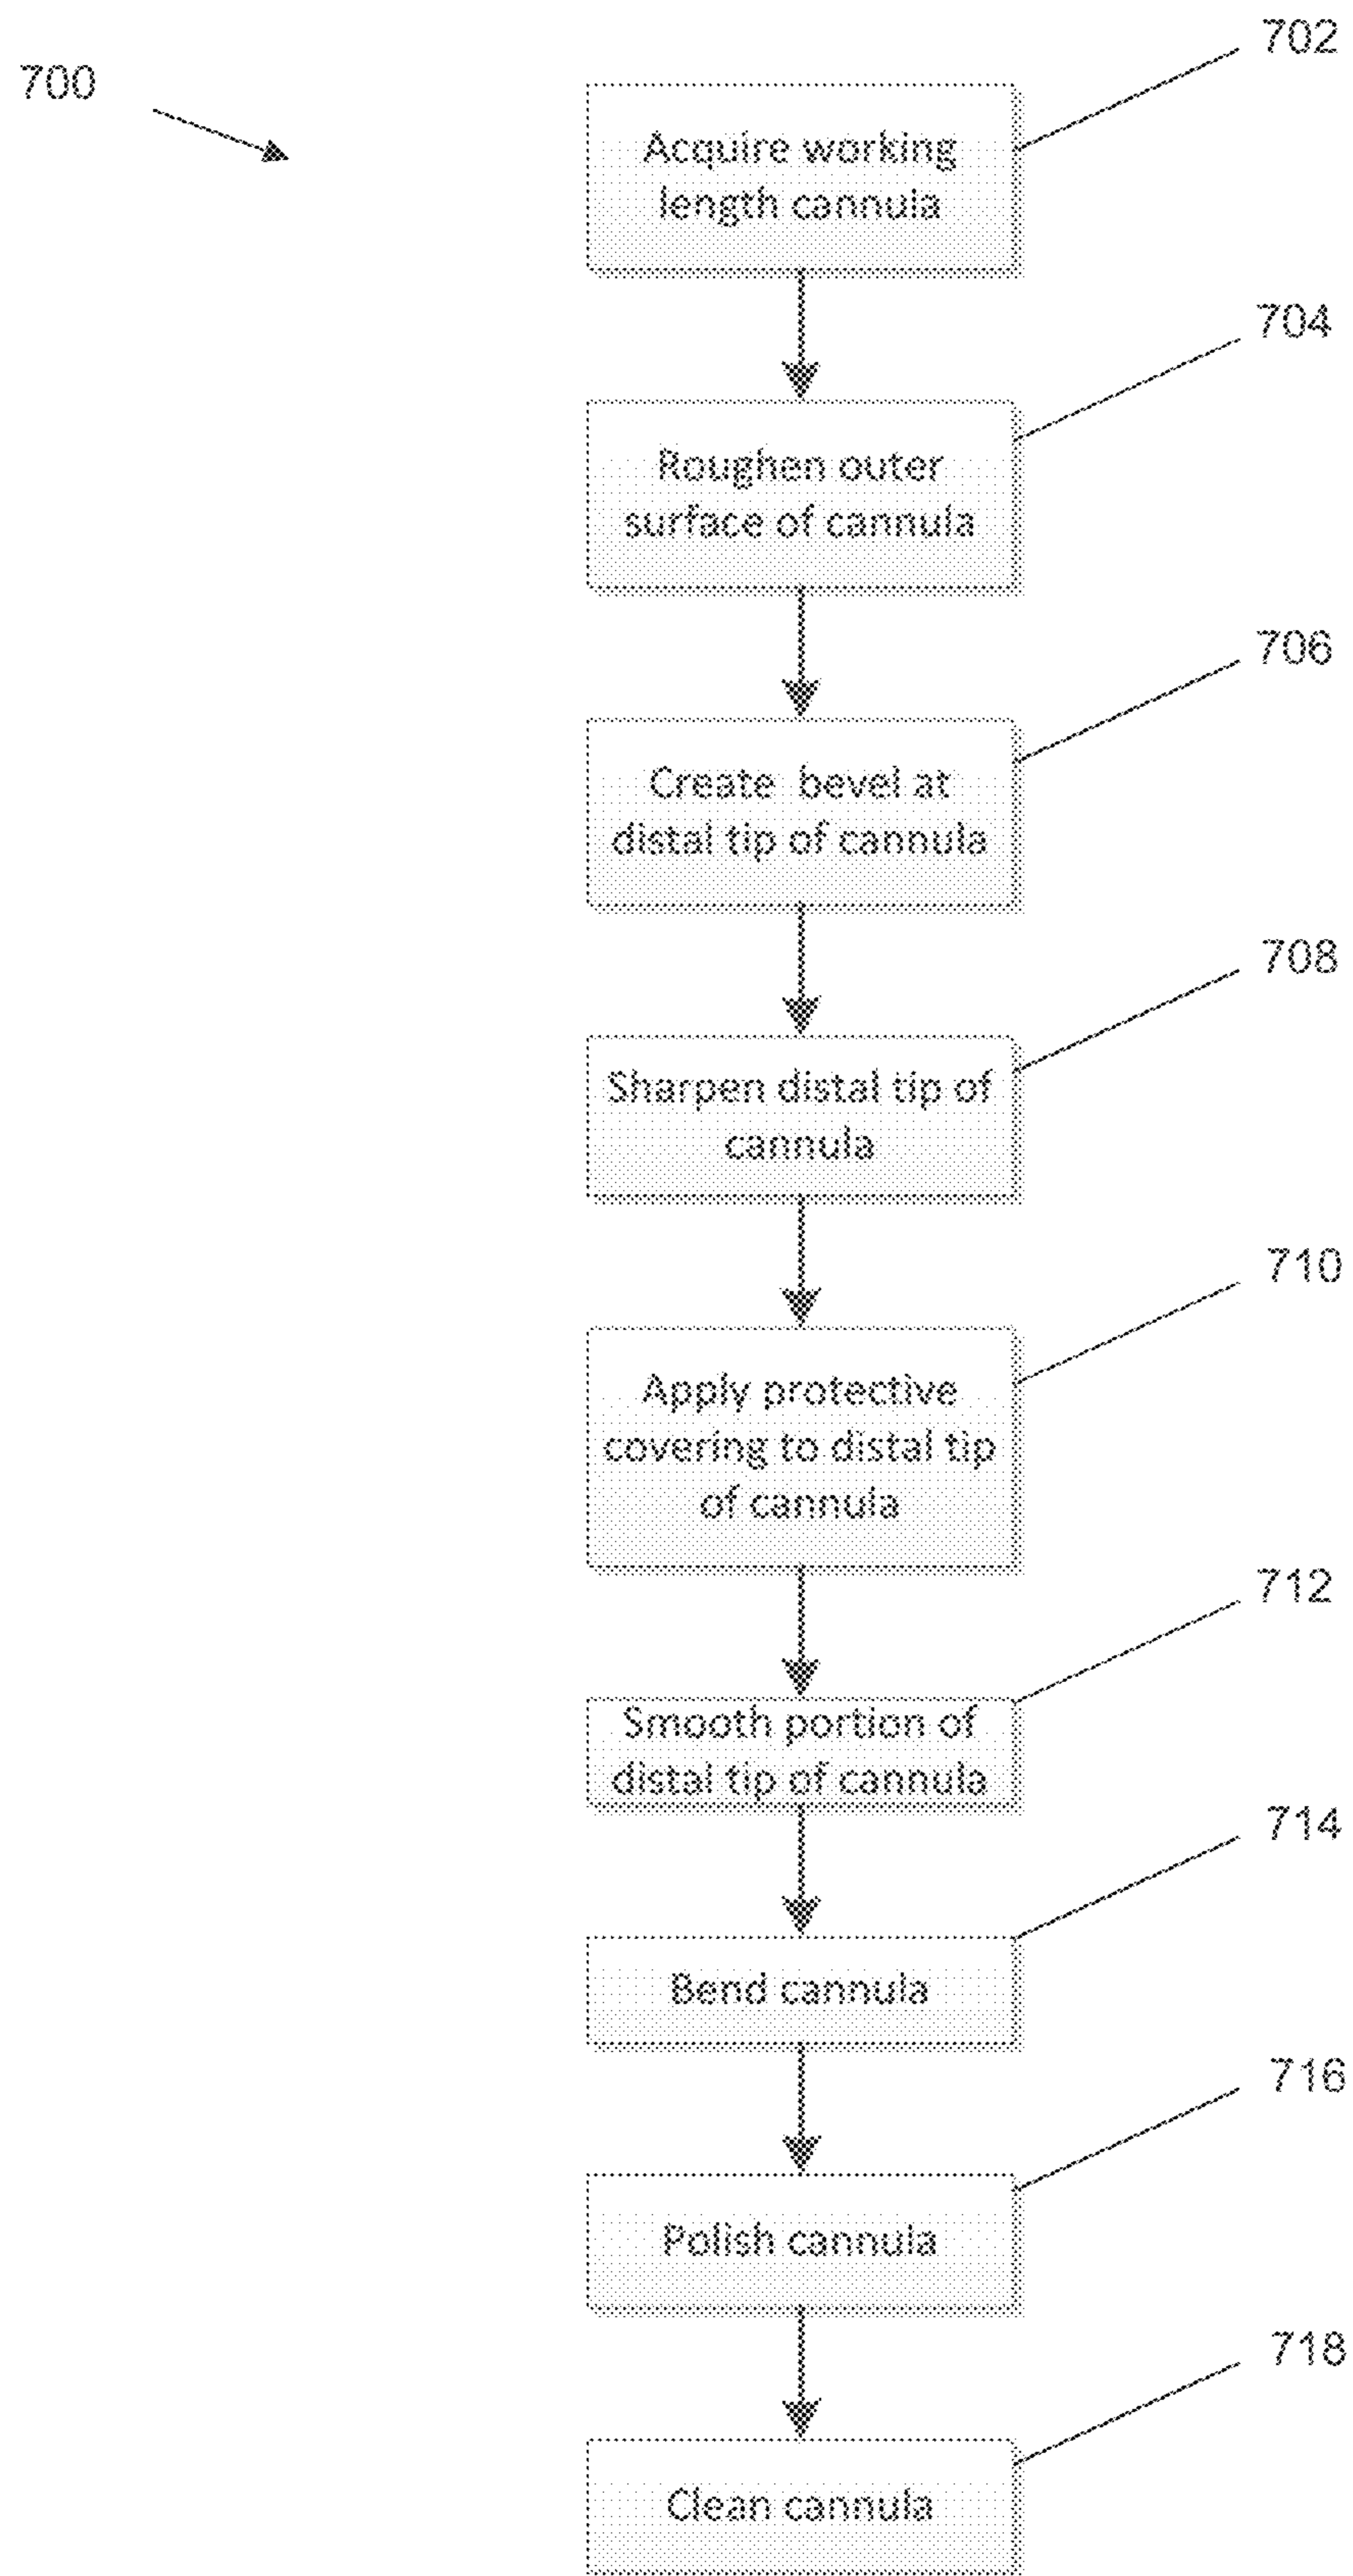 702
700
Acquire working
length cannula
704
Roughen outer
surface of cannula
706
Create bevel at
distal tip of cannula
708
Sharpen distal tip of
cannula
710
Apply protective
covering to distal tip
of cannula
712
Smooth portion of
distal tip of cannula
714
Bend cannula
716
Polish cannula
718
Clean cannula